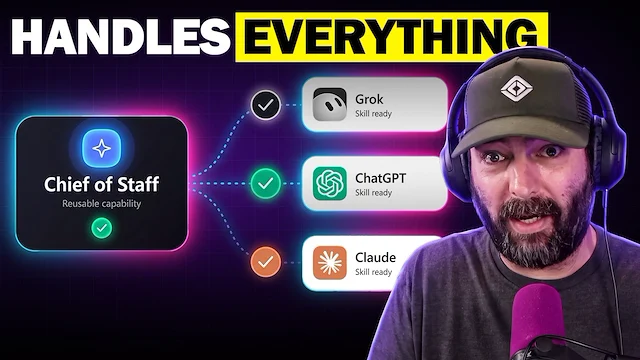 HANDLES EVERYTHING
Chief of Staff
Reusable capability
Grok
Skill ready
ChatGPT
Skill ready
Claude
Skill ready